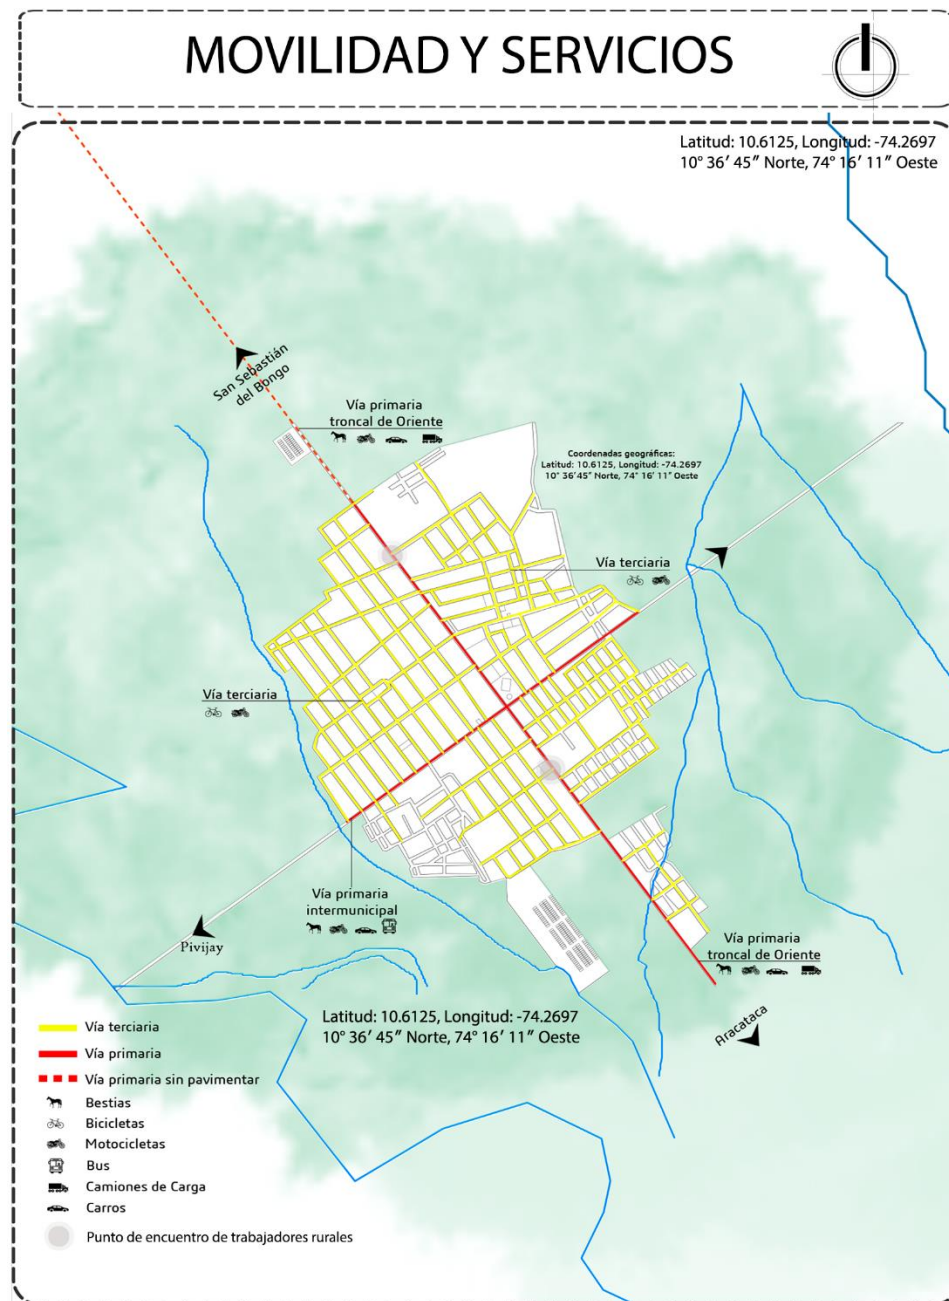 MOVILIDAD Y SERVICIOS
Latitud: 10.6125, Longitud: -74.2697
10° 36′ 45″ Norte, 74° 16′ 11″ Oeste
San Sebastián
del Bongo
Vía primaria
troncal de Oriente
Coordenadas geográficas:
Latitud: 10.6125, Longitud: -74.2697
10° 36′45″ Norte, 74° 16′ 11″ Oeste
Vía terciaria
Vía terciaria
Vía primaria
intermunicipal
Pivijay
Vía primaria
troncal de Oriente
Aracataca
Latitud: 10.6125, Longitud: -74.2697
10° 36′ 45″ Norte, 74° 16′ 11″ Oeste
Vía terciaria
Vía primaria
Vía primaria sin pavimentar
Bestias
Bicicletas
Motocicletas
Bus
Camiones de Carga
Carros
Punto de encuentro de trabajadores rurales